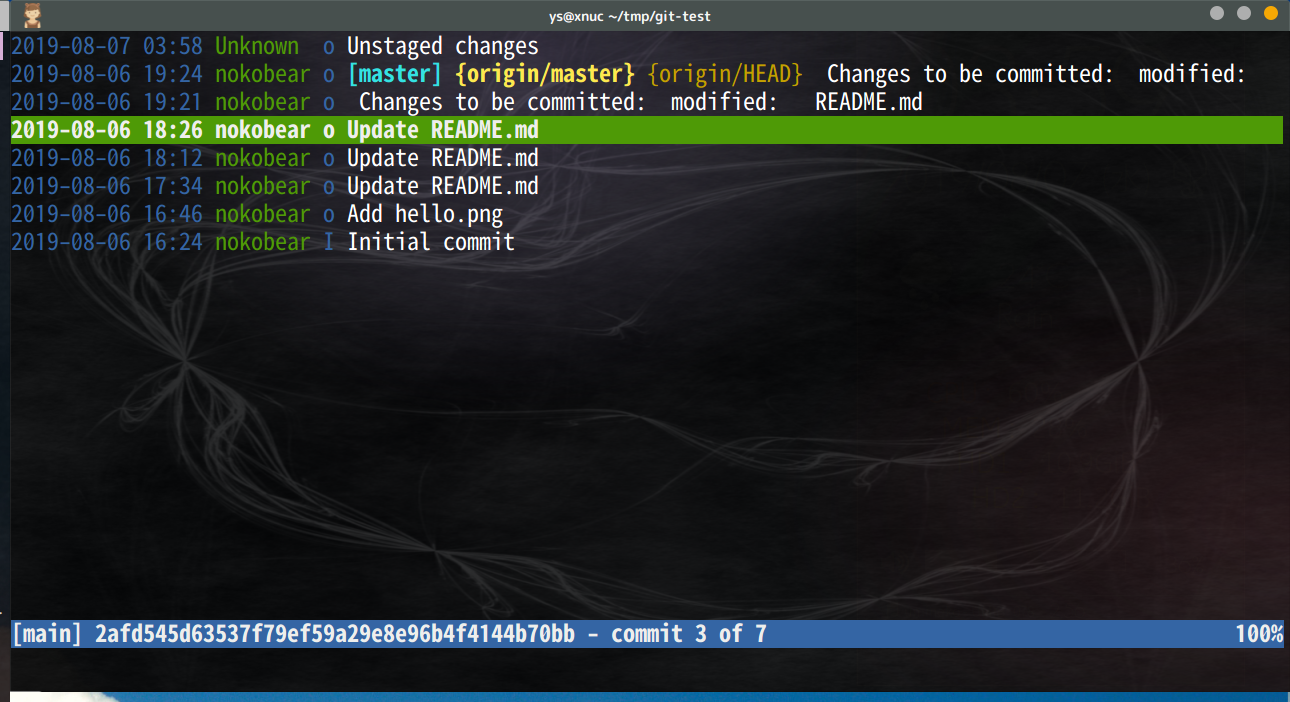 ys@xnuc ~/tmp/git-test
2019-08-07 03:58 Unknown  o Unstaged changes
2019-08-06 19:24 nokobear o [master] {origin/master} {origin/HEAD}  Changes to be committed:  modified:
2019-08-06 19:21 nokobear o  Changes to be committed:  modified:   README.md
2019-08-06 18:26 nokobear o Update README.md
2019-08-06 18:12 nokobear o Update README.md
2019-08-06 17:34 nokobear o Update README.md
2019-08-06 16:46 nokobear o Add hello.png
2019-08-06 16:24 nokobear I Initial commit
[main] 2afd545d63537f79ef59a29e8e96b4f4144b70bb - commit 3 of 7 100%